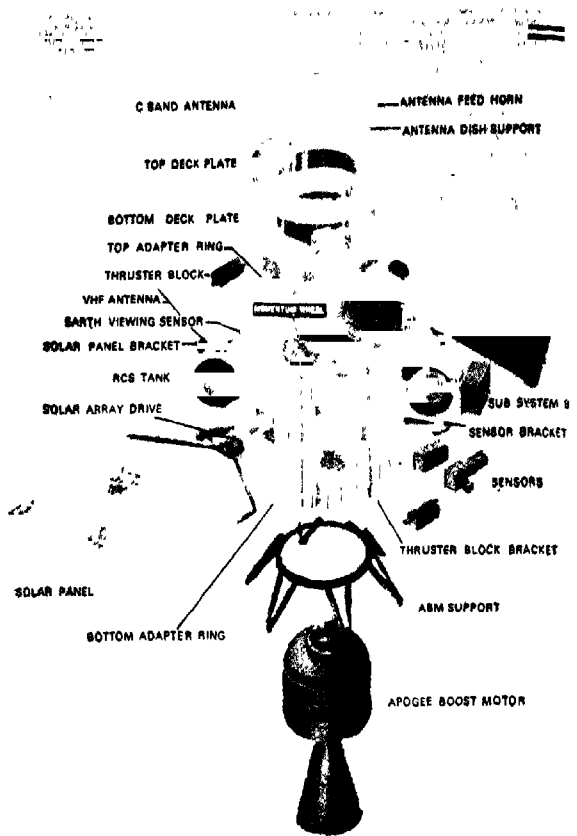 C BAND ANTENNA
ANTENNA FEED HORN
ANTENNA DISH SUPPORT
TOP DECK PLATE
BOTTOM DECK PLATE
TOP ADAPTER RING
THRUSTER BLOCK
VHF ANTENNA
EARTH VIEWING SENSOR
MOMENTUM WHEEL
SOLAR PANEL BRACKET
RCS TANK
SUB SYSTEM
SOLAR ARRAY DRIVE
SENSOR BRACKET
SENSORS
THRUSTER BLOCK BRACKET
SOLAR PANEL
ABM SUPPORT
BOTTOM ADAPTER RING
APOGEE BOOST MOTOR